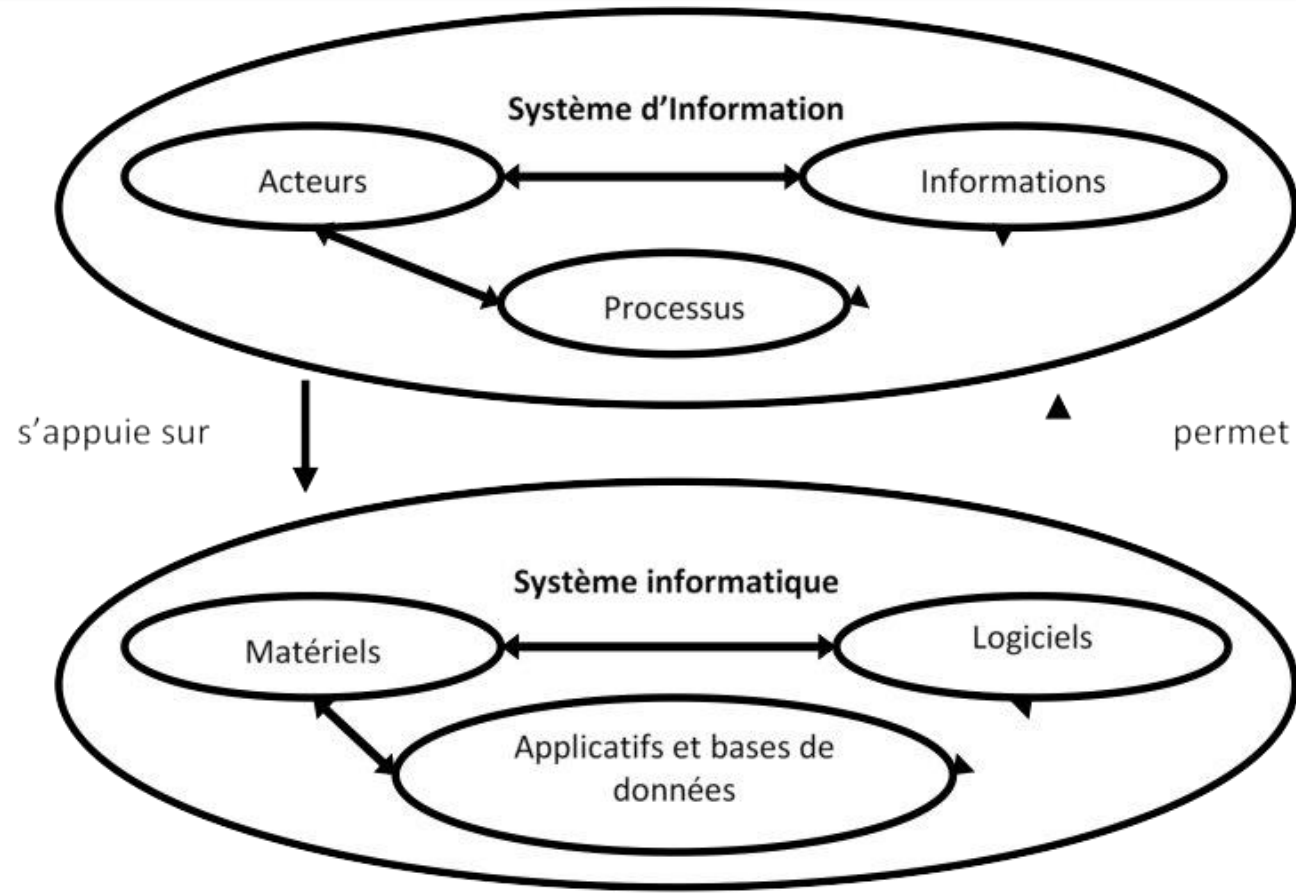 Système d’Information
Acteurs
Informations
Processus
s’appuie sur
permet
Système informatique
Matériels
Logiciels
Applicatifs et bases de
données